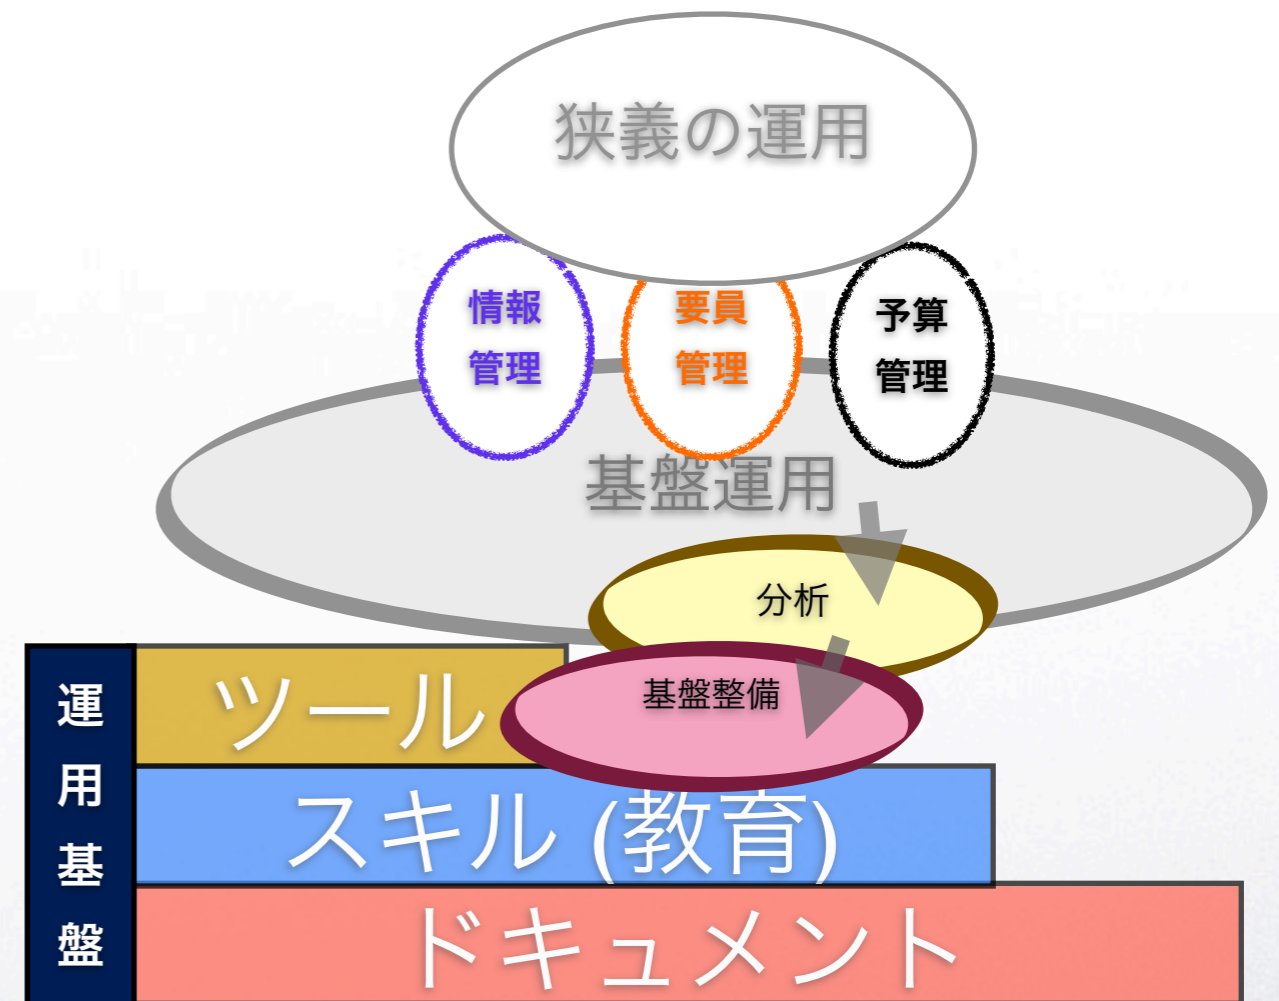 狭義の運用
情報
管理
要員
管理
予算
管理
基盤運用
分析
基盤整備
運用基盤
ツール
スキル (教育)
ドキュメント